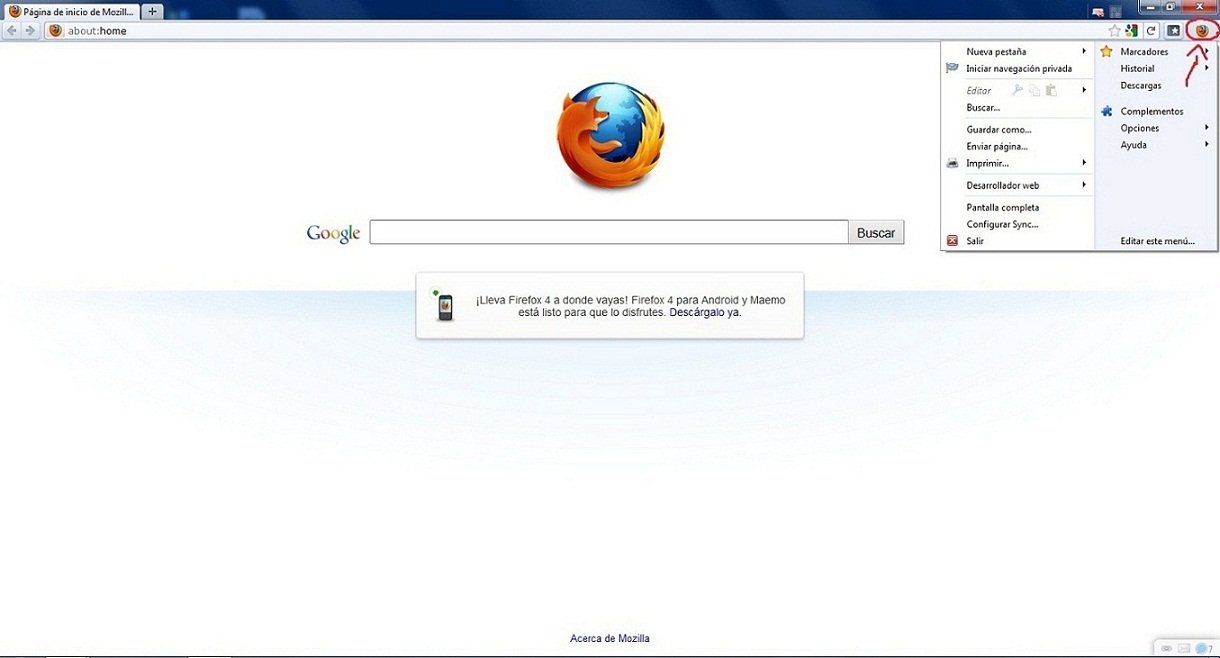 Página de inicio de Mozill...
about:home
Nueva pestaña
Iniciar navegación privada
Editar
Buscar...
Guardar como...
Enviar página...
Imprimir...
Desarrollador web
Pantalla completa
Configurar Sync...
Salir
Marcadores
Historial
Descargas
Complementos
Opciones
Ayuda
Editar este menú...
Google
Buscar
¡Lleva Firefox 4 a donde vayas! Firefox 4 para Android y Maemo
está listo para que lo disfrutes. Descárgalo ya.
Acerca de Mozilla
7